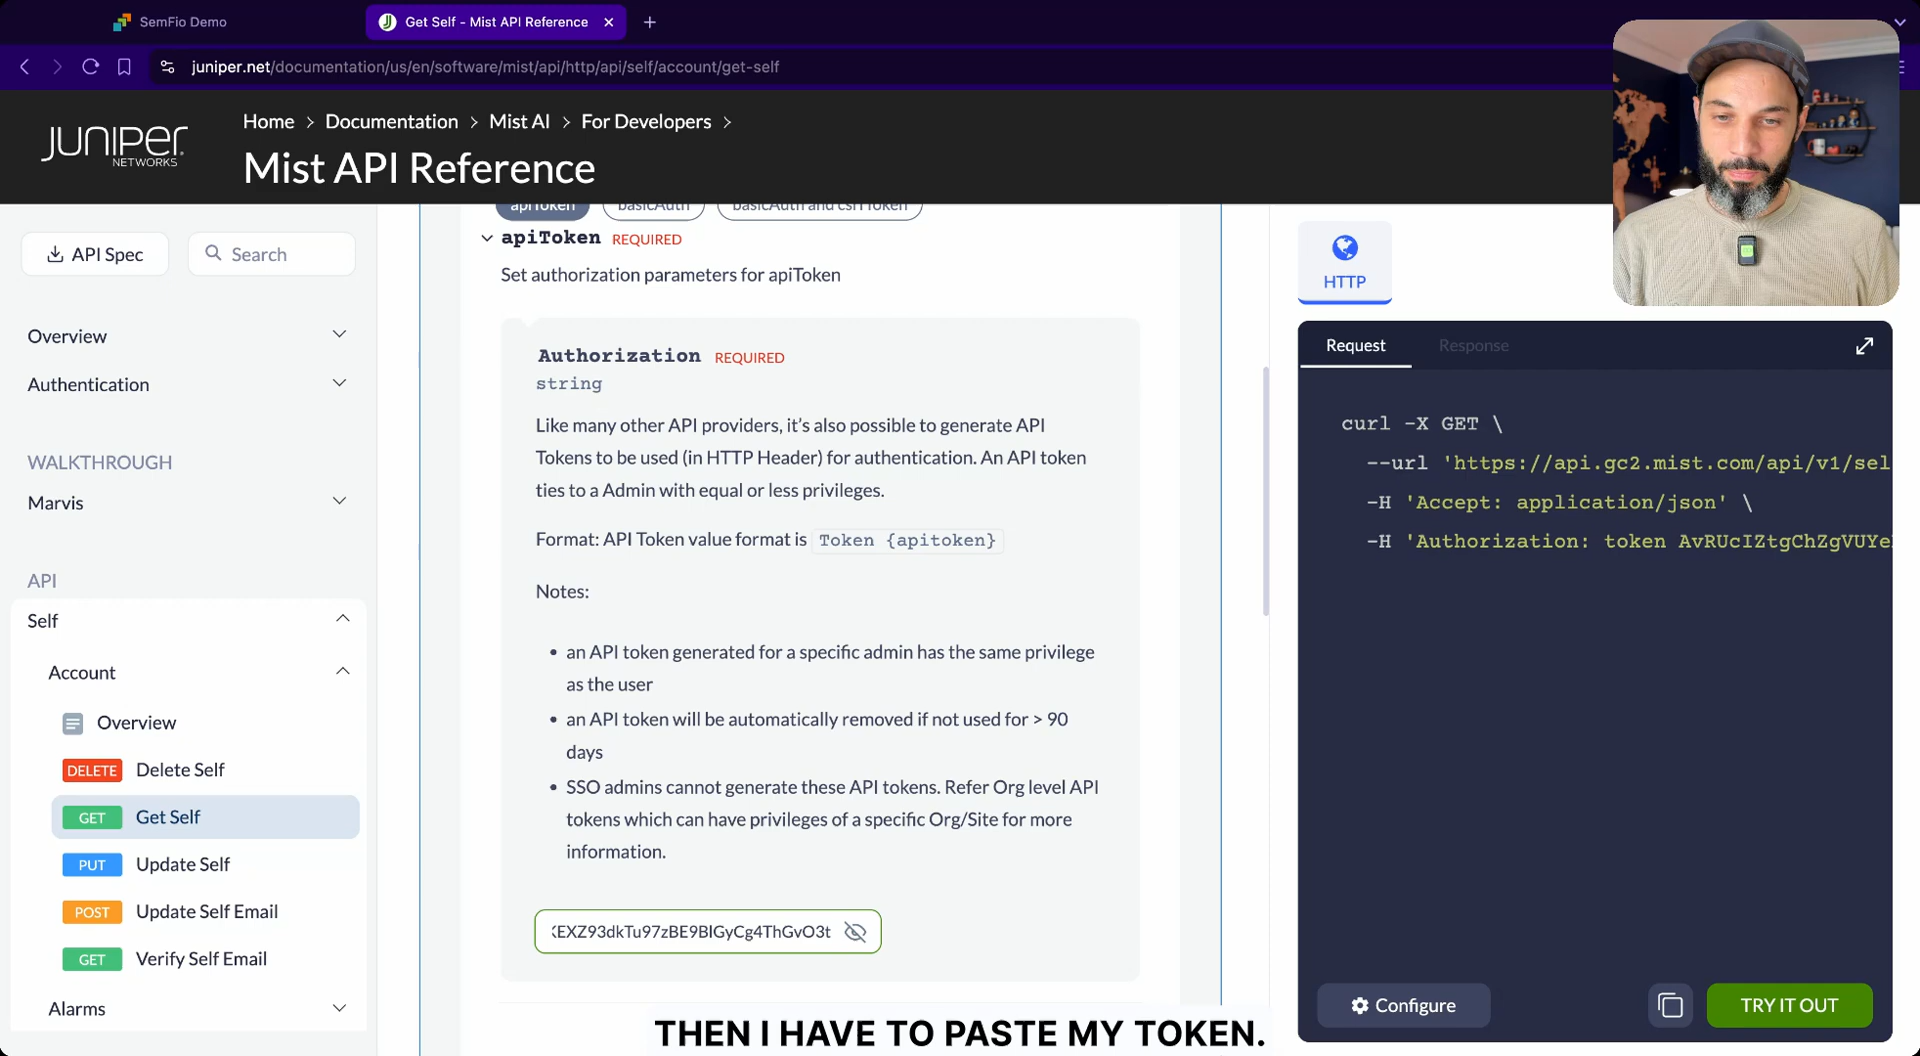 SemFio Demo
Get Self - Mist API Reference
juniper.net/documentation/us/en/software/mist/api/http/api/self/account/get-self
JUNIPER
NETWORKS
Home > Documentation > Mist AI > For Developers >
Mist API Reference
API Spec
Search
Overview
Authentication
WALKTHROUGH
Marvis
API
Self
Account
Overview
DELETE Delete Self
GET Get Self
PUT Update Self
POST Update Self Email
GET Verify Self Email
Alarms
apiToken basicAuth basicAuth and csrfToken
apiToken REQUIRED
Set authorization parameters for apiToken
Authorization REQUIRED
string
Like many other API providers, it's also possible to generate API
Tokens to be used (in HTTP Header) for authentication. An API token
ties to a Admin with equal or less privileges.
Format: API Token value format is Token {apitoken}
Notes:
• an API token generated for a specific admin has the same privilege
as the user
• an API token will be automatically removed if not used for > 90
days
• SSO admins cannot generate these API tokens. Refer Org level API
tokens which can have privileges of a specific Org/Site for more
information.
HTTP
Request Response
curl -X GET \
--url 'https://api.gc2.mist.com/api/v1/sel
-H 'Accept: application/json' \
-H 'Authorization: token
Configure
TRY IT OUT
THEN I HAVE TO PASTE MY TOKEN.